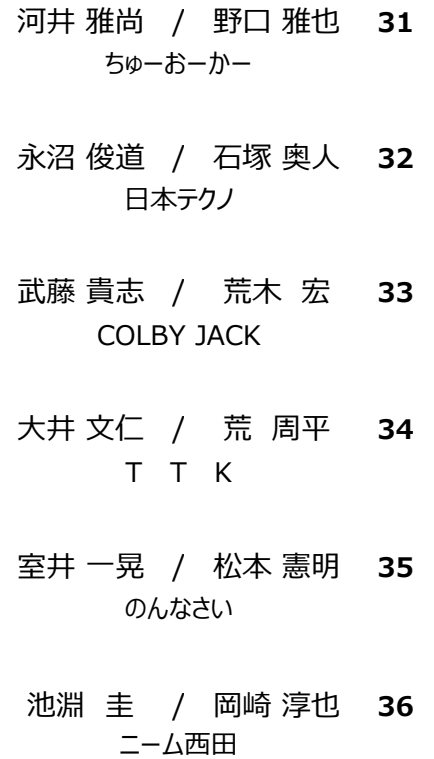 河井 雅尚 / 野口 雅也 31
ちゅーおーかー
永沼 俊道 / 石塚 奥人 32
日本テクノ
武藤 貴志 / 荒木 宏 33
COLBY JACK
大井 文仁 / 荒 周平 34
T T K
室井 一晃 / 松本 憲明 35
のんなさい
池淵 圭 / 岡崎 淳也 36
ニーム西田